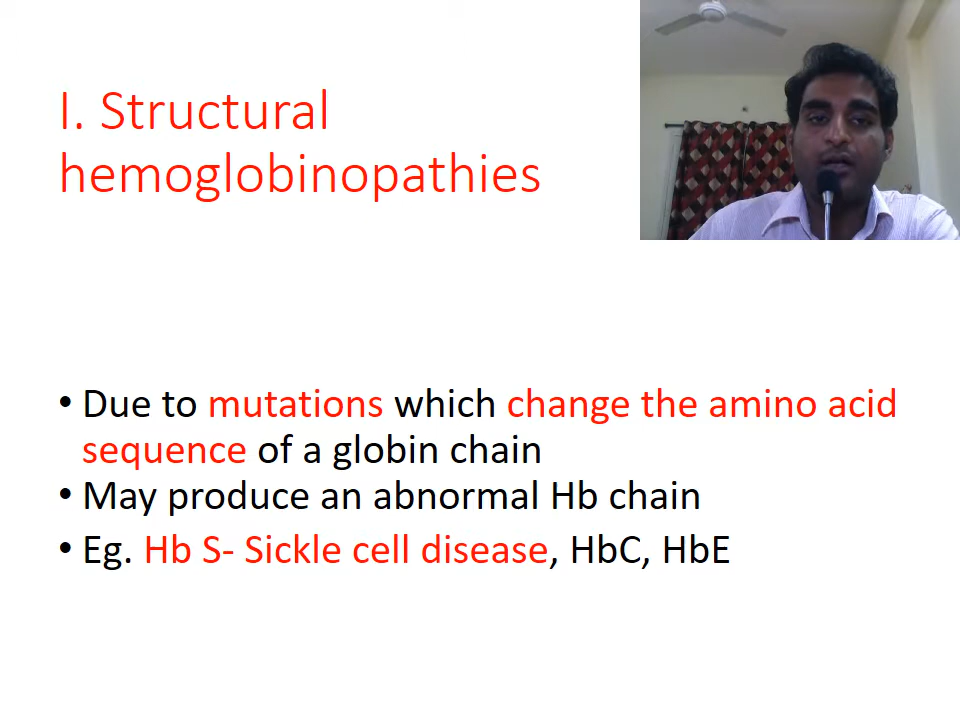 I. Structural
hemoglobinopathies
• Due to mutations which change the amino acid
sequence of a globin chain
• May produce an abnormal Hb chain
• Eg. Hb S- Sickle cell disease, HbC, HbE